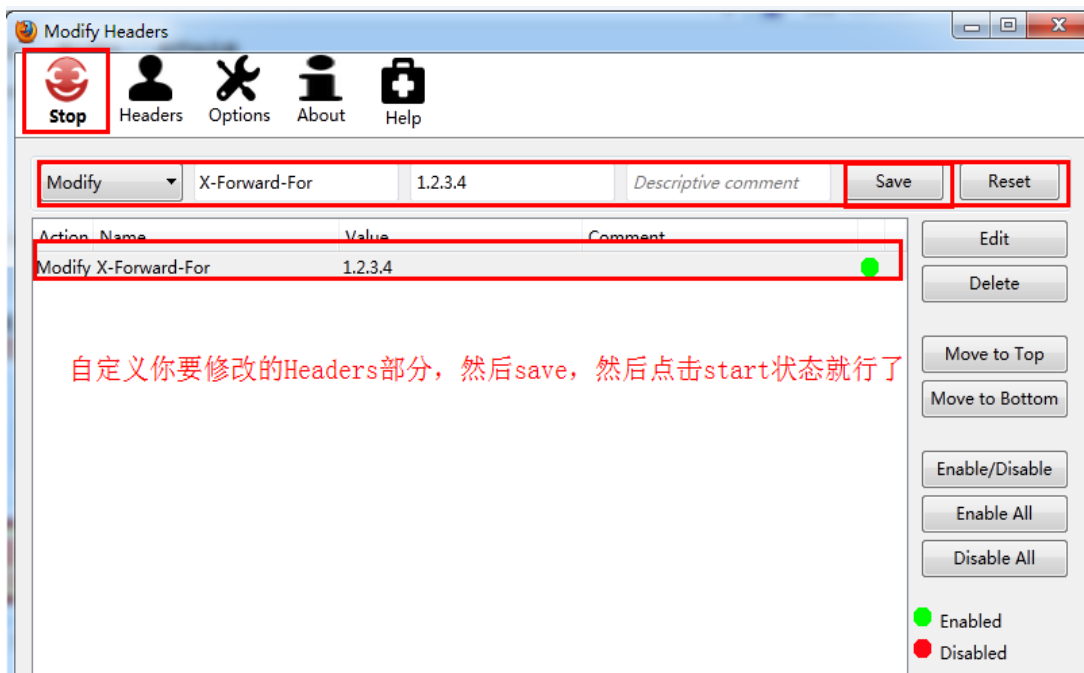 Modify Headers
Stop Headers Options About Help
Modify X-Forward-For 1.2.3.4 Descriptive comment Save Reset
Action Name Value Comment
Modify X-Forward-For 1.2.3.4
Edit
Delete
自定义你要修改的Headers部分，然后save，然后点击start状态就行了
Move to Top
Move to Bottom
Enable/Disable
Enable All
Disable All
Enabled
Disabled